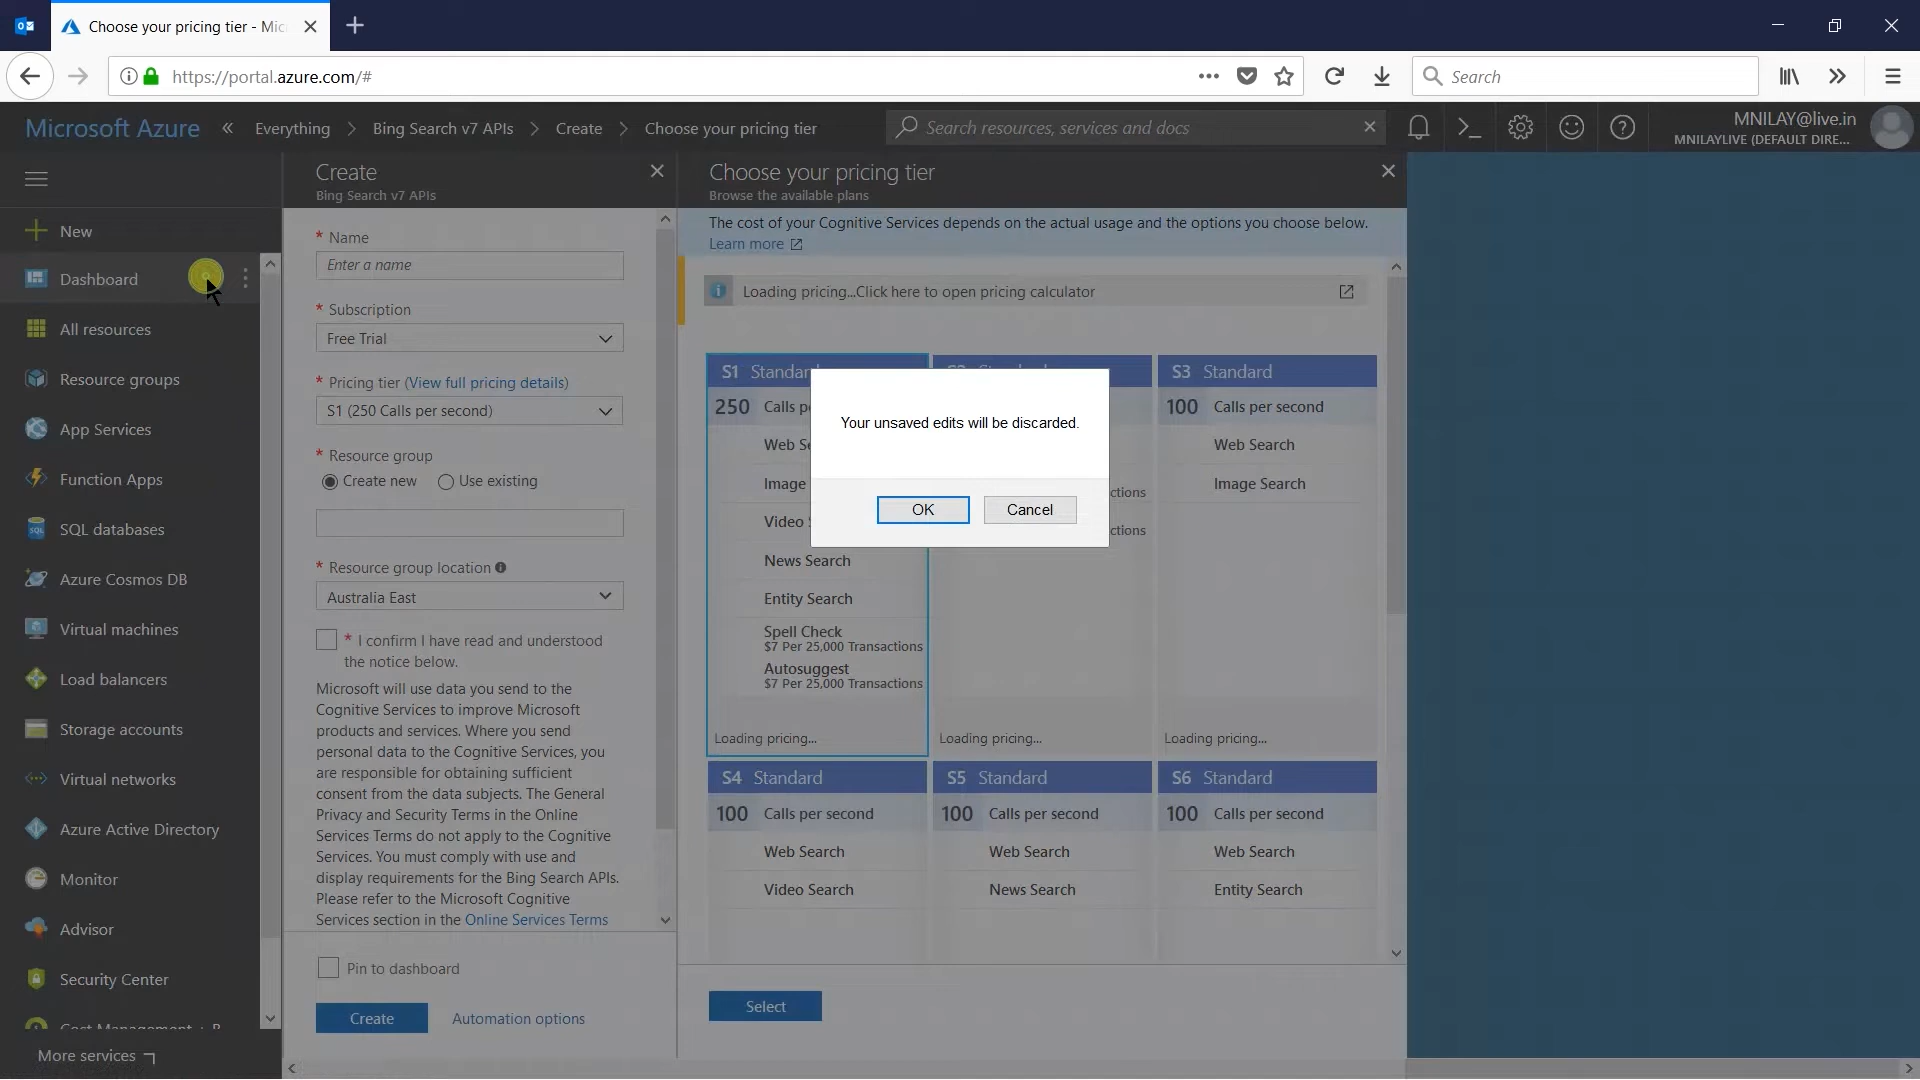 Choose your pricing tier - Mic
https://portal.azure.com/#
Search
Microsoft Azure
Everything
Bing Search v7 APIs
Create
Choose your pricing tier
Search resources, services and docs
MNILAY@live.in
MNILAYLIVE (DEFAULT DIRE...
New
Dashboard
All resources
Resource groups
App Services
Function Apps
SQL databases
Azure Cosmos DB
Virtual machines
Load balancers
Storage accounts
Virtual networks
Azure Active Directory
Monitor
Advisor
Security Center
Cost Management + B
More services
Create
Bing Search v7 APIs
* Name
Enter a name
* Subscription
Free Trial
* Pricing tier (View full pricing details)
S1 (250 Calls per second)
* Resource group
Create new
Use existing
* Resource group location
Australia East
* I confirm I have read and understood
the notice below.
Microsoft will use data you send to the
Cognitive Services to improve Microsoft
products and services. Where you send
personal data to the Cognitive Services, you
are responsible for obtaining sufficient
consent from the data subjects. The General
Privacy and Security Terms in the Online
Services Terms do not apply to the Cognitive
Services. You must comply with use and
display requirements for the Bing Search APIs.
Please refer to the Microsoft Cognitive
Services section in the Online Services Terms
Pin to dashboard
Create
Automation options
Choose your pricing tier
Browse the available plans
The cost of your Cognitive Services depends on the actual usage and the options you choose below.
Learn more
Loading pricing...Click here to open pricing calculator
S1 Standar
250 Calls p
Web Se
Image
Video
News Search
Entity Search
Spell Check
$7 Per 25,000 Transactions
Autosuggest
$7 Per 25,000 Transactions
Loading pricing...
ctions
ctions
Loading pricing...
S3 Standard
100 Calls per second
Web Search
Image Search
Loading pricing...
Your unsaved edits will be discarded.
OK
Cancel
S4 Standard
100 Calls per second
Web Search
Video Search
S5 Standard
100 Calls per second
Web Search
News Search
S6 Standard
100 Calls per second
Web Search
Entity Search
Select